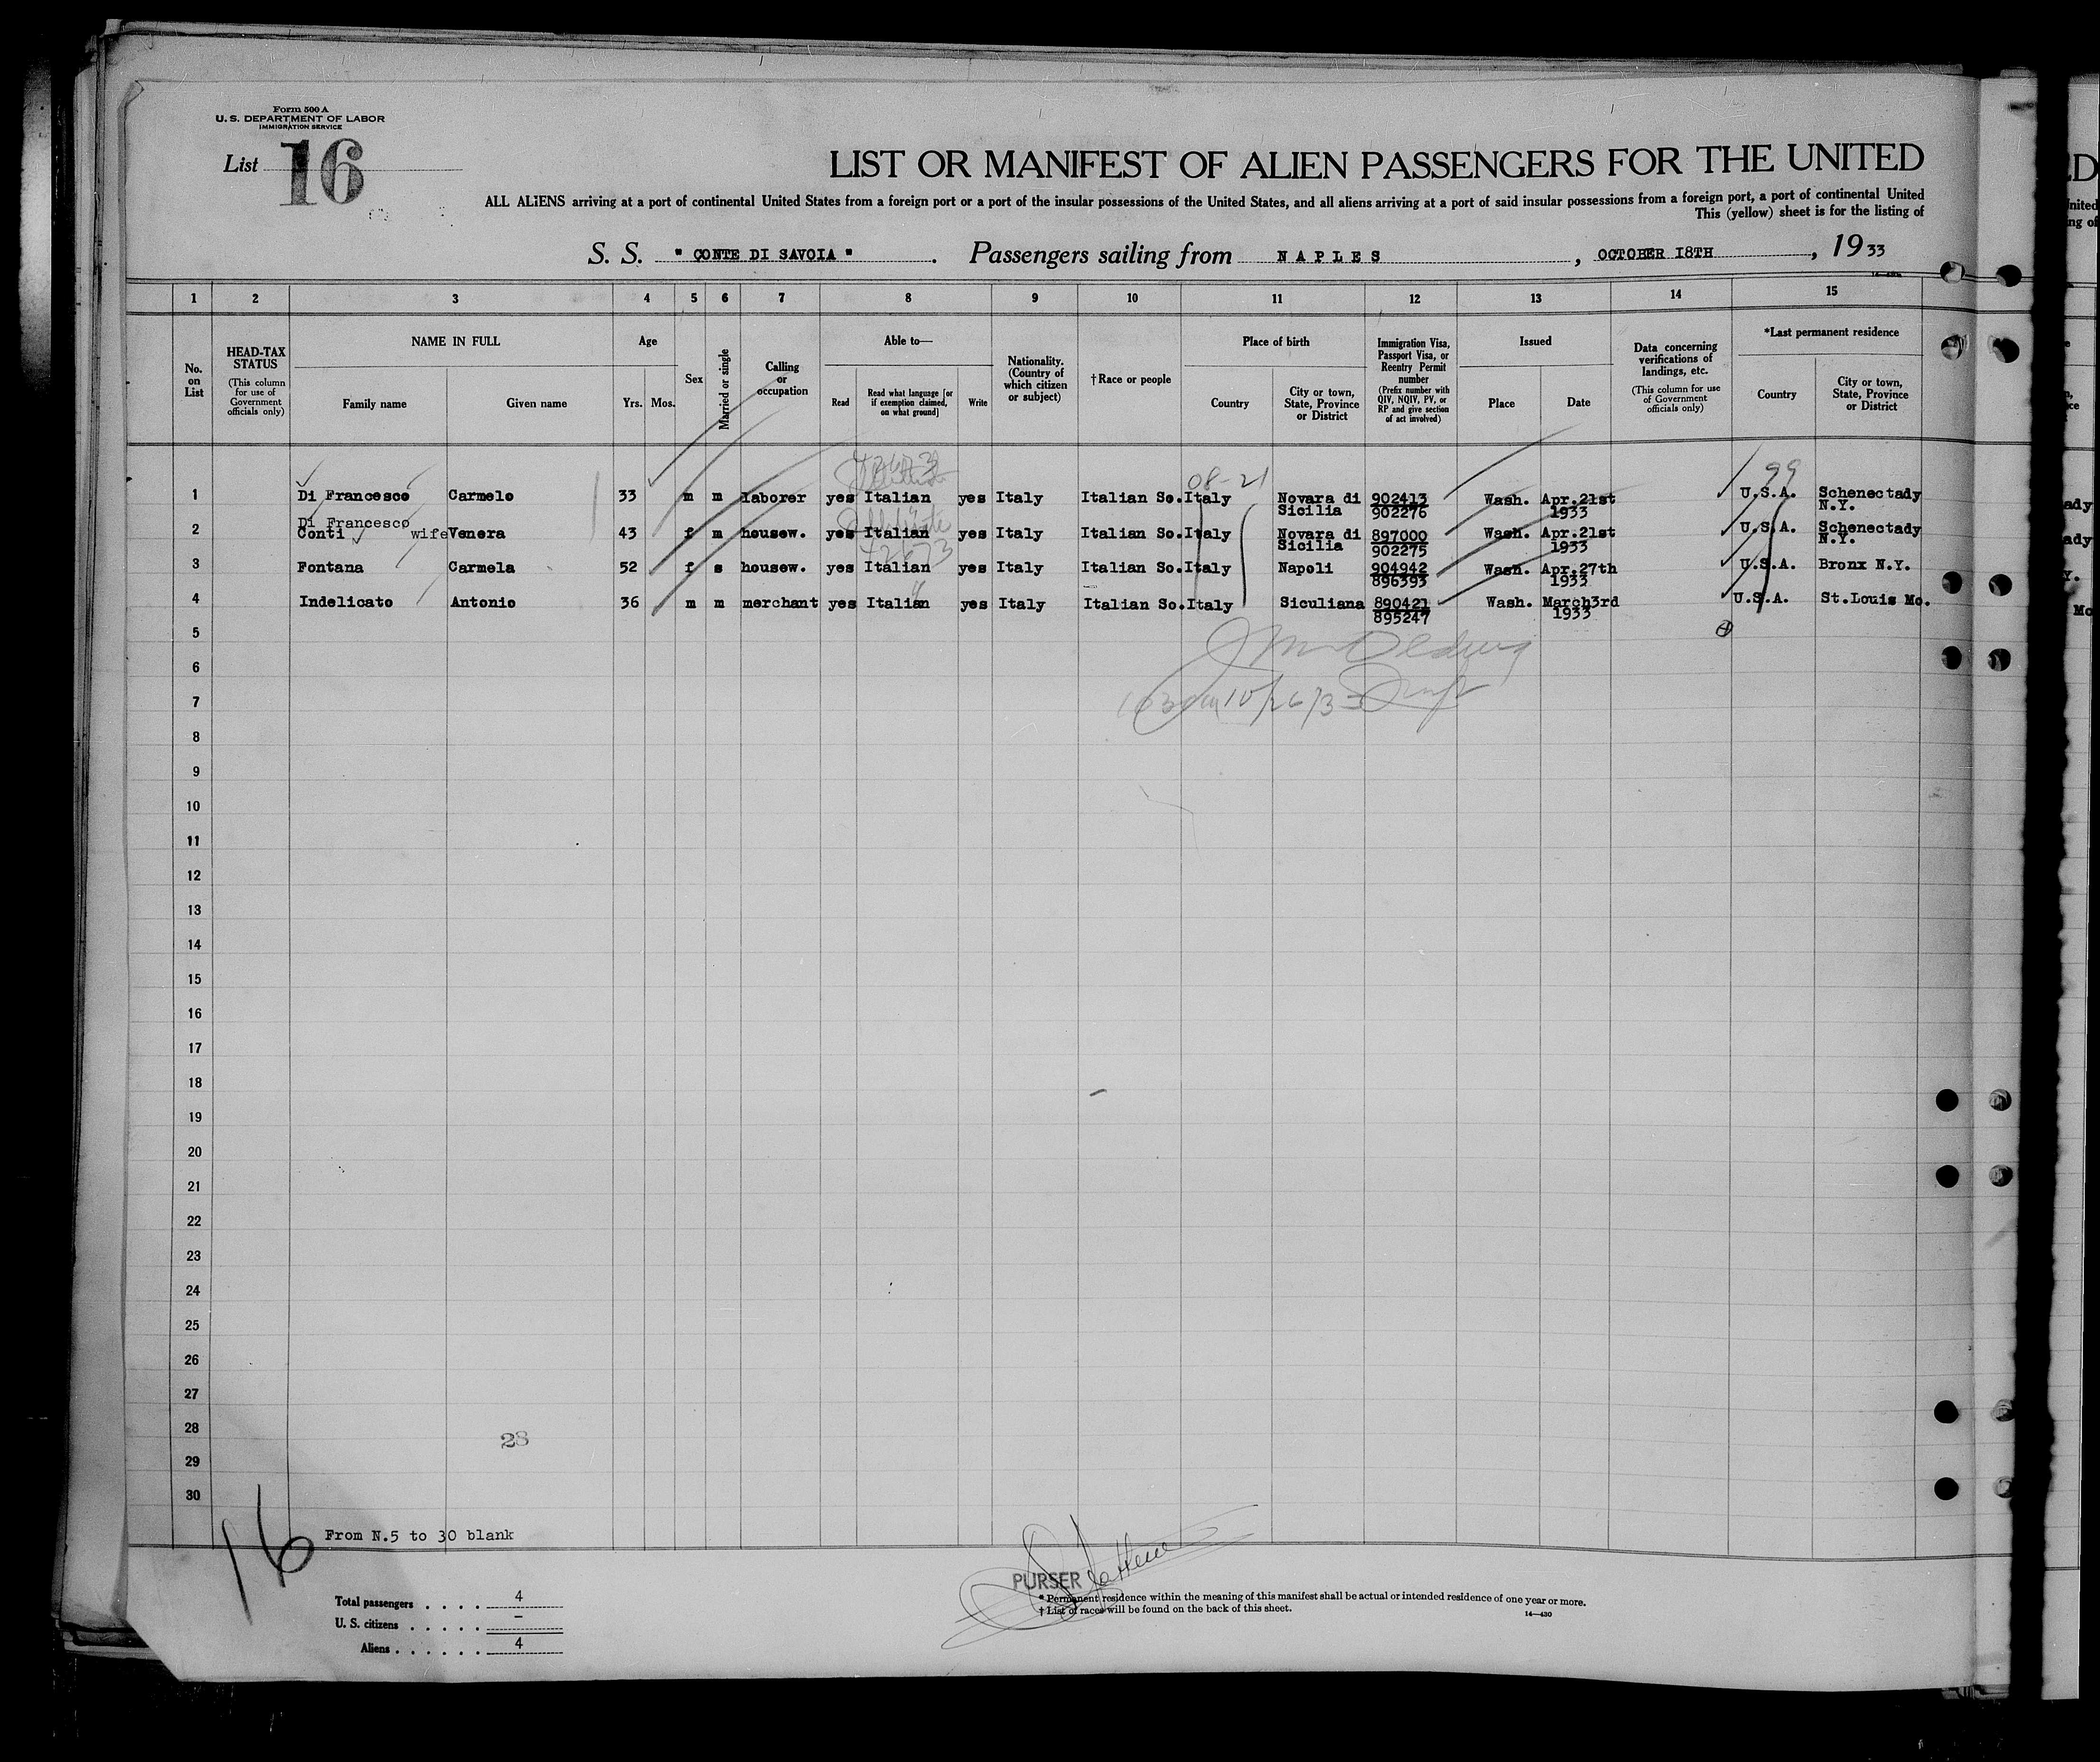 Form 500 A
U. S. DEPARTMENT OF LABOR
IMMIGRATION SERVICE
List 16
LIST OR MANIFEST OF ALIEN PASSENGERS FOR THE UNITED
ALL ALIENS arriving at a port of continental United States from a foreign port or a port of the insular possessions of the United States, and all aliens arriving at a port of said insular possessions from a foreign port, a port of continental United
This (yellow) sheet is for the listing of
S. S. " CONTE DI SAVOIA " . Passengers sailing from NAPLES , OCTOBER 18TH , 19 33
1 2 3 4 5 6 7 8 9 10 11 12 13 14 15
No. on List
HEAD-TAX STATUS (This column for use of Government officials only)
NAME IN FULL
Family name Given name
Age
Yrs. Mos.
Sex
Married or single
Calling or occupation
Able to—
Read
Read what language [or if exemption claimed, on what ground]
Write
Nationality. (Country of which citizen or subject)
† Race or people
Place of birth
Country
City or town, State, Province or District
Immigration Visa, Passport Visa, or Reentry Permit number (Prefix number with QIV, NQIV, PV, or RP and give section of act involved)
Issued
Place Date
Data concerning verifications of landings, etc. (This column for use of Government officials only)
*Last permanent residence
Country
City or town, State, Province or District
08-21
99
1 Di Francesco Carmelo 33 m m laborer yes Italian yes Italy Italian So. Italy Novara di Sicilia 902413 902276 Wash. Apr.21st 1933 U.S.A. Schenectady N.Y.
Di Francesco
2 Conti wife Venera 43 f m housew. yes Italian yes Italy Italian So. Italy Novara di Sicilia 897000 902275 Wash. Apr.21st 1933 U.S.A. Schenectady N.Y.
3 Fontana Carmela 52 f s housew. yes Italian yes Italy Italian So. Italy Napoli 904942 896393 Wash. Apr.27th 1933 U.S.A. Bronx N.Y.
4 Indelicato Antonio 36 m m merchant yes Italian yes Italy Italian So. Italy Siculiana 890421 895247 Wash. March3rd 1933 U.S.A. St.Louis Mo.
5
6
7
10/26/33
8
9
10
11
12
13
14
15
16
17
18
19
20
21
22
23
24
25
26
27
28
28
29
30
16
From N.5 to 30 blank
PURSER
Total passengers . . . . 4
U. S. citizens . . . . . –
Aliens . . . . . . 4
* Permanent residence within the meaning of this manifest shall be actual or intended residence of one year or more.
† List of races will be found on the back of this sheet.
14—430